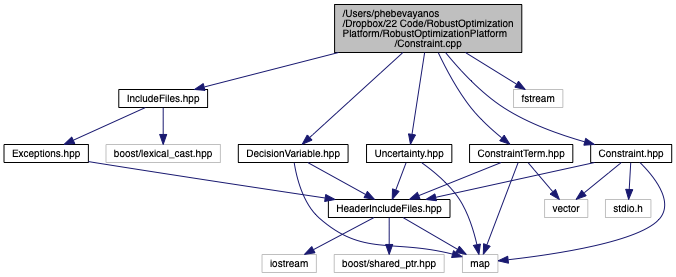 /Users/phebevayanos
/Dropbox/22 Code/RobustOptimization
Platform/RobustOptimizationPlatform
/Constraint.cpp
IncludeFiles.hpp
fstream
Exceptions.hpp
boost/lexical_cast.hpp
DecisionVariable.hpp
Uncertainty.hpp
ConstraintTerm.hpp
Constraint.hpp
HeaderIncludeFiles.hpp
vector
stdio.h
iostream
boost/shared_ptr.hpp
map